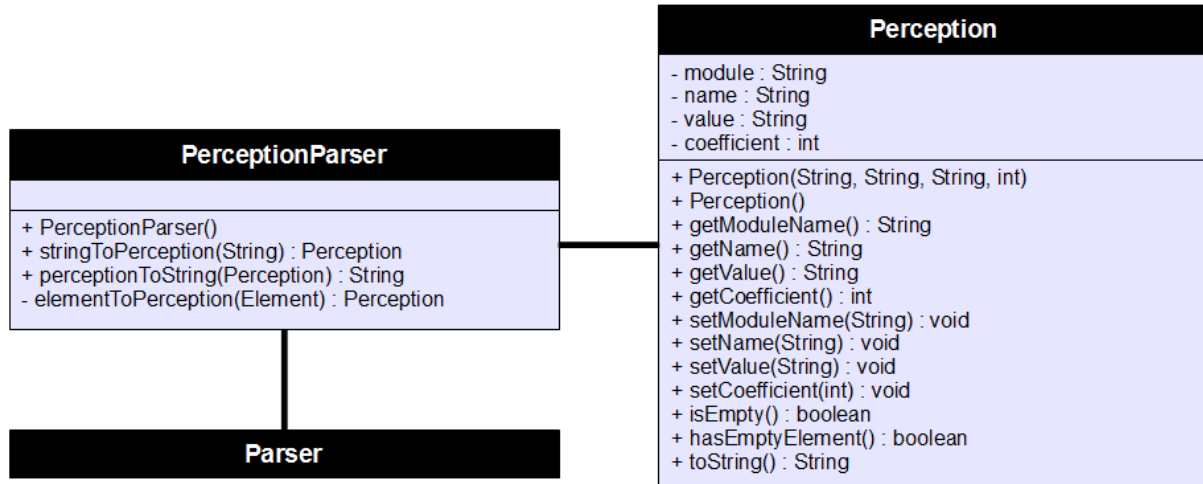 Perception
- module : String
- name : String
- value : String
- coefficient : int
+ Perception(String, String, String, int)
+ Perception()
+ getModuleName() : String
+ getName() : String
+ getValue() : String
+ getCoefficient() : int
+ setModuleName(String) : void
+ setName(String) : void
+ setValue(String) : void
+ setCoefficient(int) : void
+ isEmpty() : boolean
+ hasEmptyElement() : boolean
+ toString() : String
PerceptionParser
+ PerceptionParser()
+ stringToPerception(String) : Perception
+ perceptionToString(Perception) : String
- elementToPerception(Element) : Perception
Parser